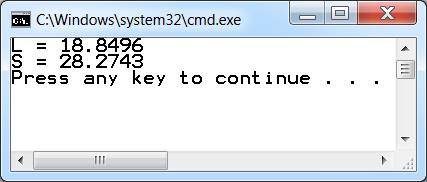 C:\Windows\system32\cmd.exe
L = 18.8496
S = 28.2743
Press any key to continue . . .